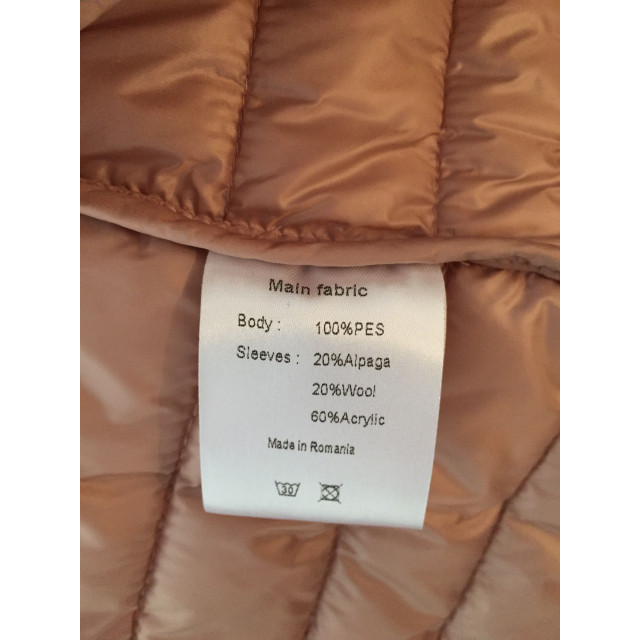 Main fabric
Body : 100%PES
Sleeves : 20%Alpaga
20%Wool
60%Acrylic
Made in Romania
30